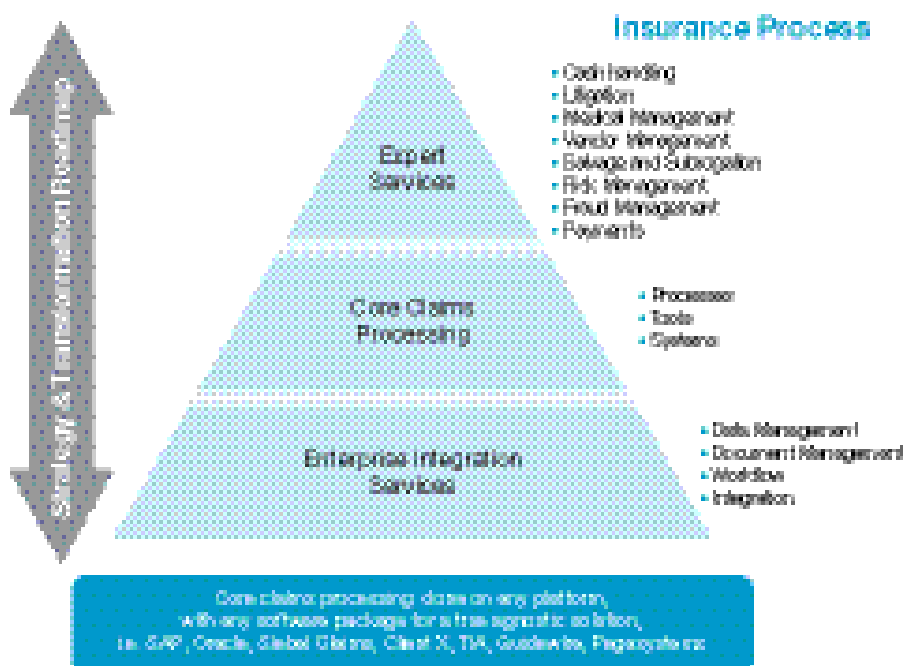 Insurance Process
• Cash handling
• Litigation
• Medical Management
• Vendor Management
• Salvage and Subrogation
• Risk Management
• Fraud Management
• Payments
Expert
Services
Strategy & Transformation Roadmap
Core Claims
Processing
• Processor
• Tools
• Systems
Enterprise Integration
Services
• Data Management
• Document Management
• Workflow
• Integration
Core claims processing done on any platform,
with any software package for a true agnostic solution,
i.e. SAP, Oracle, Siebel Claims, Client X, TIA, Guidewire, Pegasystems